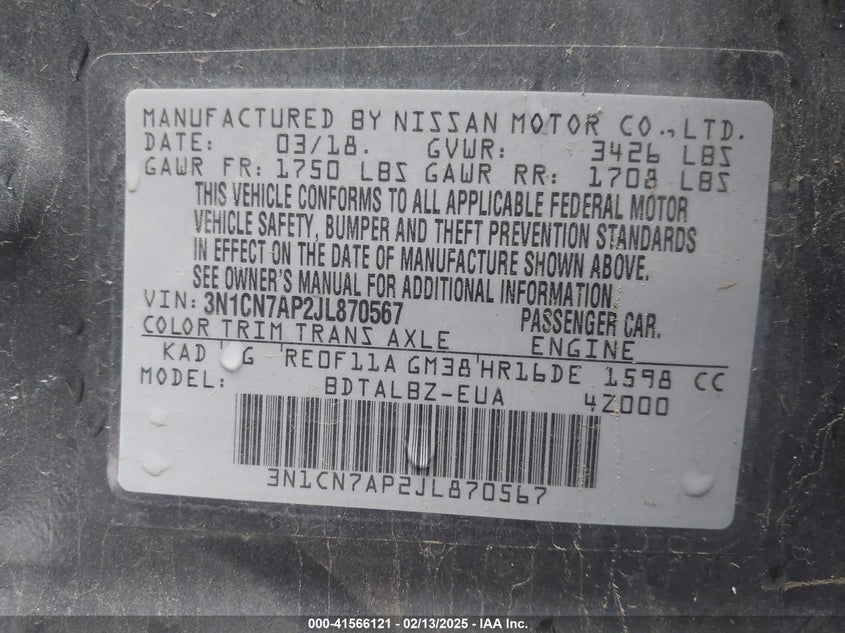 MANUFACTURED BY NISSAN MOTOR CO., LTD.
DATE: 03/18. GVWR: 3426 LBS
GAWR FR: 1750 LBS GAWR RR: 1708 LBS
THIS VEHICLE CONFORMS TO ALL APPLICABLE FEDERAL MOTOR
VEHICLE SAFETY, BUMPER AND THEFT PREVENTION STANDARDS
IN EFFECT ON THE DATE OF MANUFACTURE SHOWN ABOVE.
SEE OWNER'S MANUAL FOR ADDITIONAL INFORMATION.
VIN: 3N1CN7AP2JL870567 PASSENGER CAR.
COLOR TRIM TRANS AXLE ENGINE
KAD G RE0F11A GM38 HR16DE 1598 CC
MODEL: BDTALBZ-EUA 4Z000
3N1CN7AP2JL870567
000-41566121 - 02/13/2025 - IAA Inc.